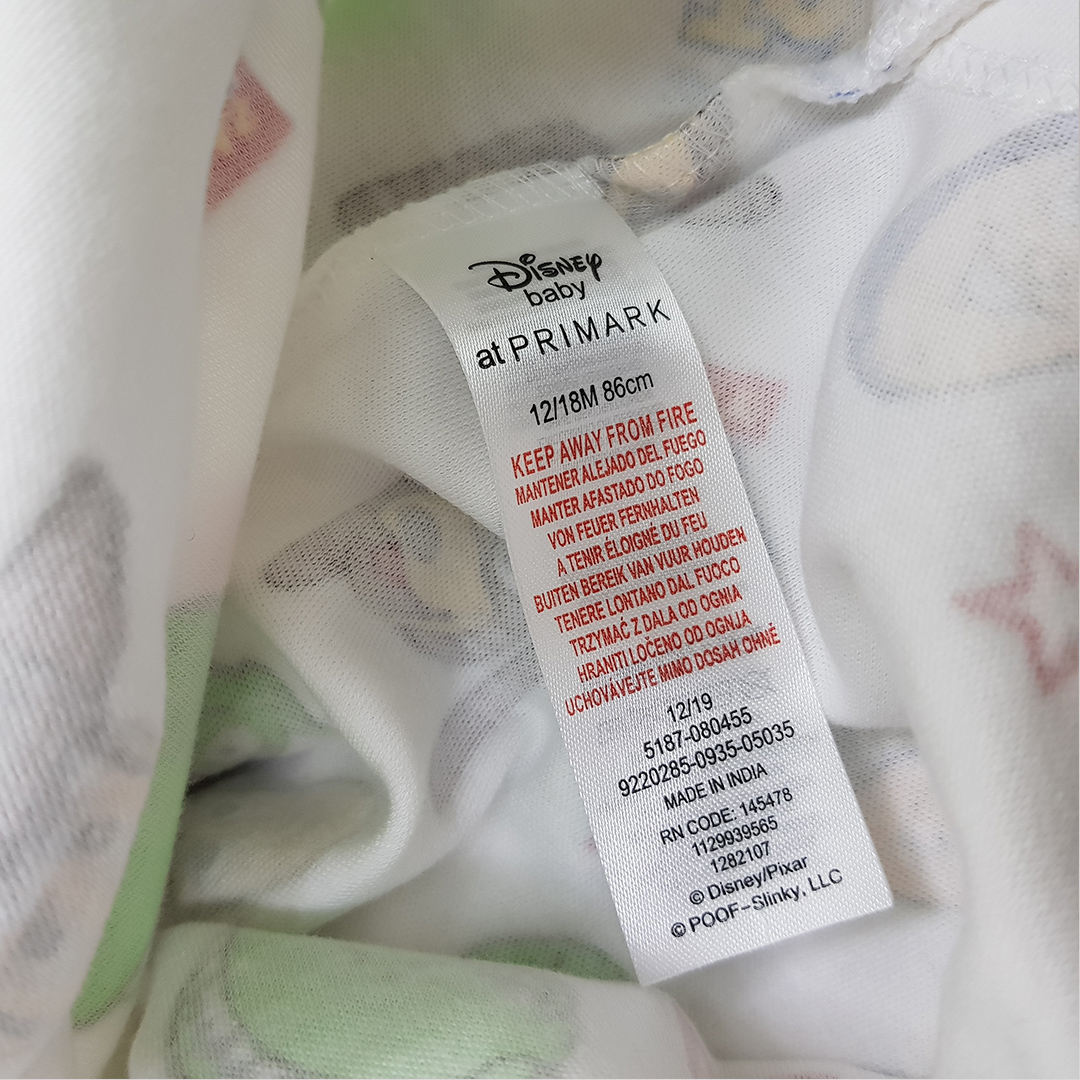 Disney
baby
at PRIMARK
12/18M 86cm
KEEP AWAY FROM FIRE
MANTENER ALEJADO DEL FUEGO
MANTER AFASTADO DO FOGO
VON FEUER FERNHALTEN
A TENIR ÉLOIGNÉ DU FEU
BUITEN BEREIK VAN VUUR HOUDEN
TENERE LONTANO DAL FUOCO
TRZYMAĆ Z DALA OD OGNIA
HRANITI LOČENO OD OGNJA
UCHOVÁVEJTE MIMO DOSAH OHNĚ
12/19
5187-080455
9220285-0935-05035
MADE IN INDIA
RN CODE: 145478
1129939565
1282107
© Disney/Pixar
© POOF-Slinky, LLC